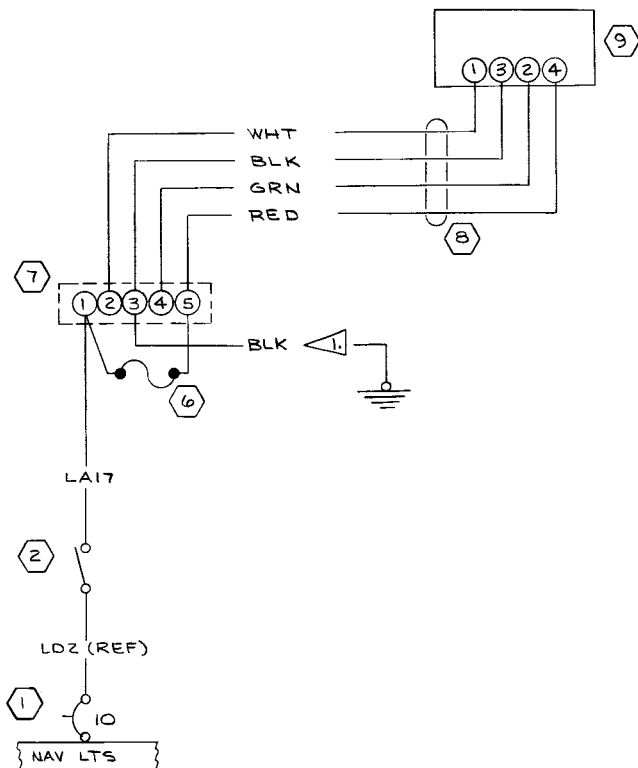 9
1 3 2 4
WHT
BLK
GRN
RED
8
7
1 2 3 4 5
BLK 1.
6
LA17
2
LD2 (REF)
1
10
NAV LTS